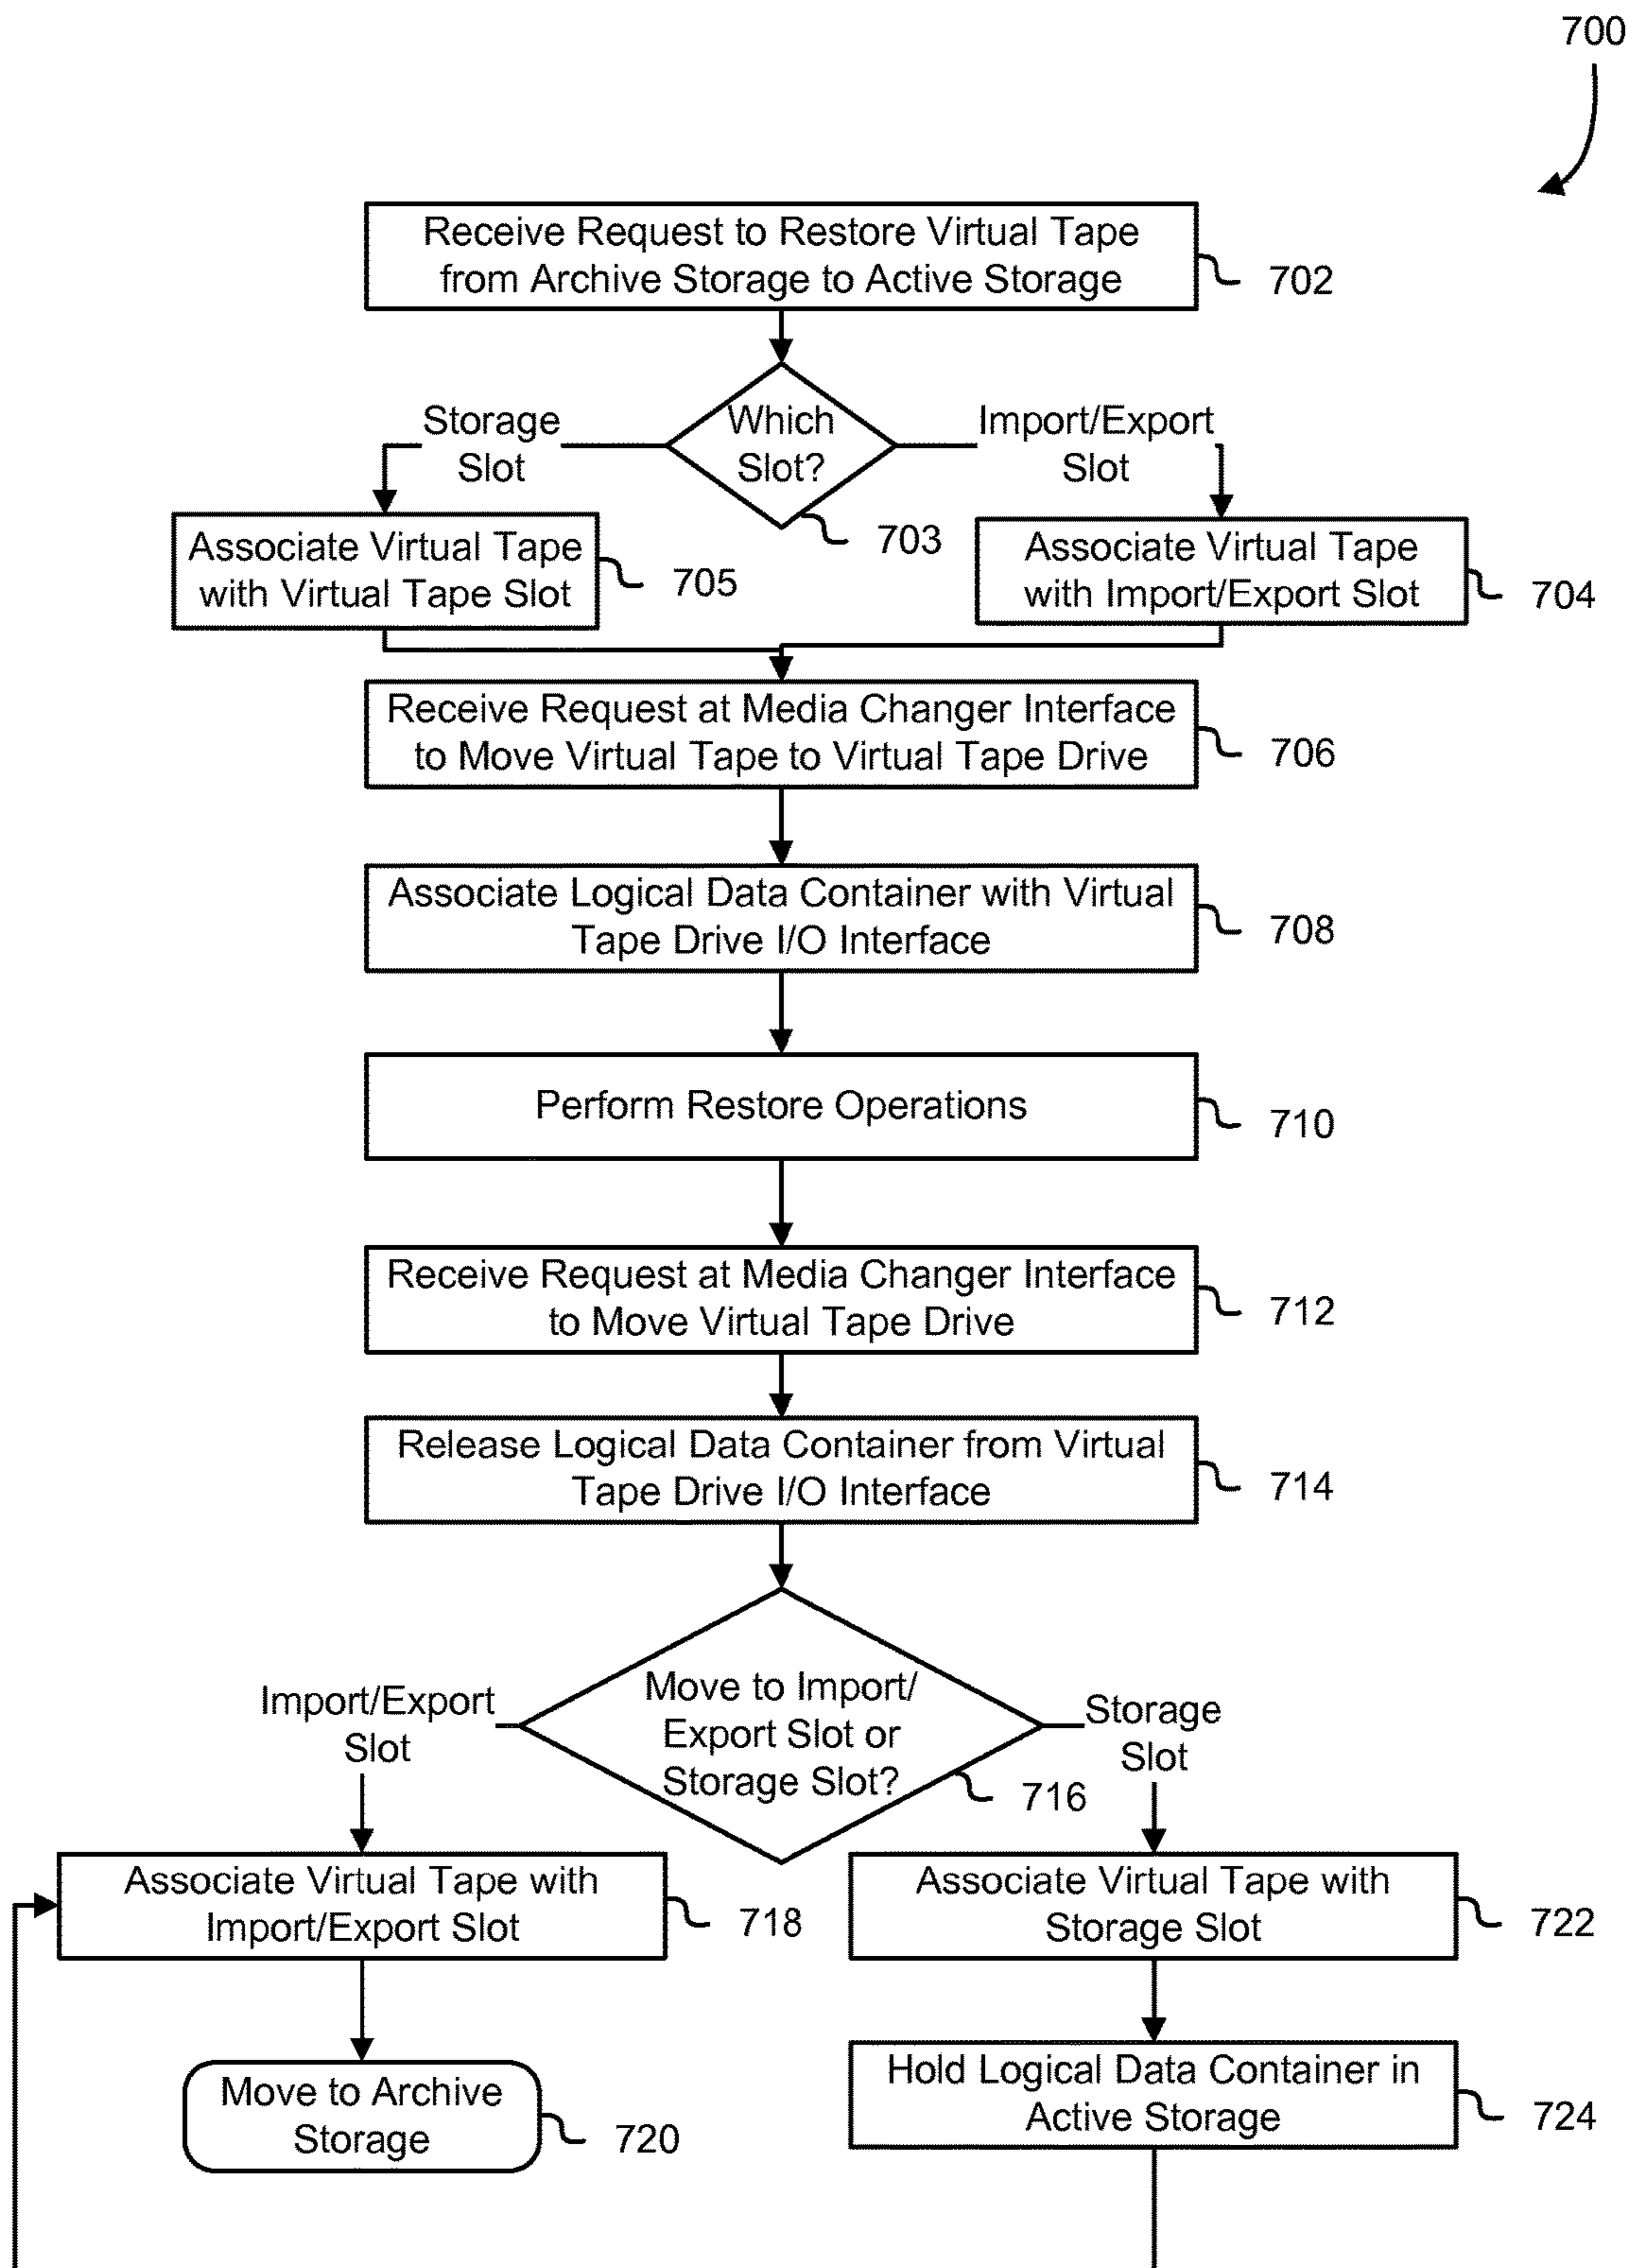 700
Receive Request to Restore Virtual Tape
from Archive Storage to Active Storage
702
Which
Slot?
703
Storage
Slot
Import/Export
Slot
Associate Virtual Tape
with Virtual Tape Slot
705
Associate Virtual Tape
with Import/Export Slot
704
Receive Request at Media Changer Interface
to Move Virtual Tape to Virtual Tape Drive
706
Associate Logical Data Container with Virtual
Tape Drive I/O Interface
708
Perform Restore Operations
710
Receive Request at Media Changer Interface
to Move Virtual Tape Drive
712
Release Logical Data Container from Virtual
Tape Drive I/O Interface
714
Move to Import/
Export Slot or
Storage Slot?
716
Import/Export
Slot
Storage
Slot
Associate Virtual Tape with
Import/Export Slot
718
Associate Virtual Tape with
Storage Slot
722
Move to Archive
Storage
720
Hold Logical Data Container in
Active Storage
724